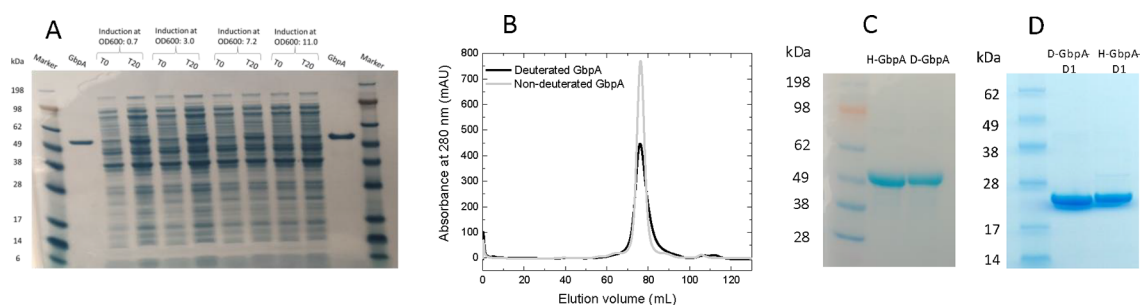 A
Induction at
OD600: 0.7
Induction at
OD600: 3.0
Induction at
OD600: 7.2
Induction at
OD600: 11.0
kDa
Marker
GbpA
T0
T20
T0
T20
T0
T20
T0
T20
GbpA
Marker
198
98
62
49
38
28
17
14
6
B
Absorbance at 280 nm (mAU)
800
700
600
500
400
300
200
100
0
Deuterated GbpA
Non-deuterated GbpA
0 20 40 60 80 100 120
Elution volume (mL)
C
kDa
H-GbpA D-GbpA
198
98
62
49
38
28
D
kDa
D-GbpA-
D1
H-GbpA-
D1
62
49
38
28
17
14